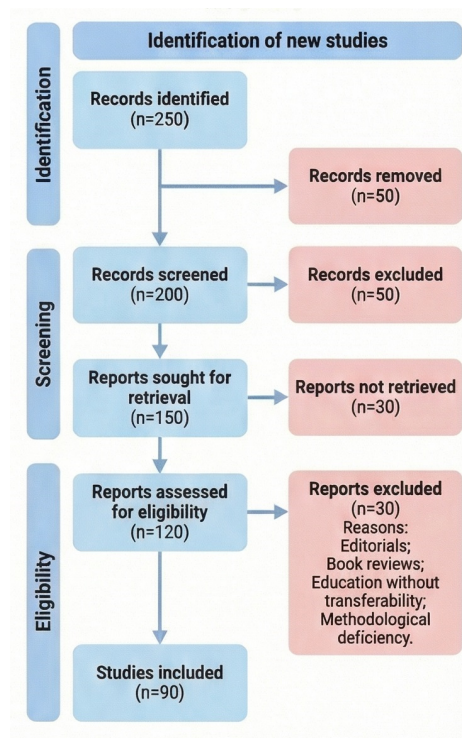 Identification of new studies
Identification
Records identified
(n=250)
Records removed
(n=50)
Screening
Records screened
(n=200)
Records excluded
(n=50)
Reports sought for
retrieval
(n=150)
Reports not retrieved
(n=30)
Eligibility
Reports assessed
for eligibility
(n=120)
Reports excluded
(n=30)
Reasons:
Editorials;
Book reviews;
Education without
transferability;
Methodological
deficiency.
Studies included
(n=90)